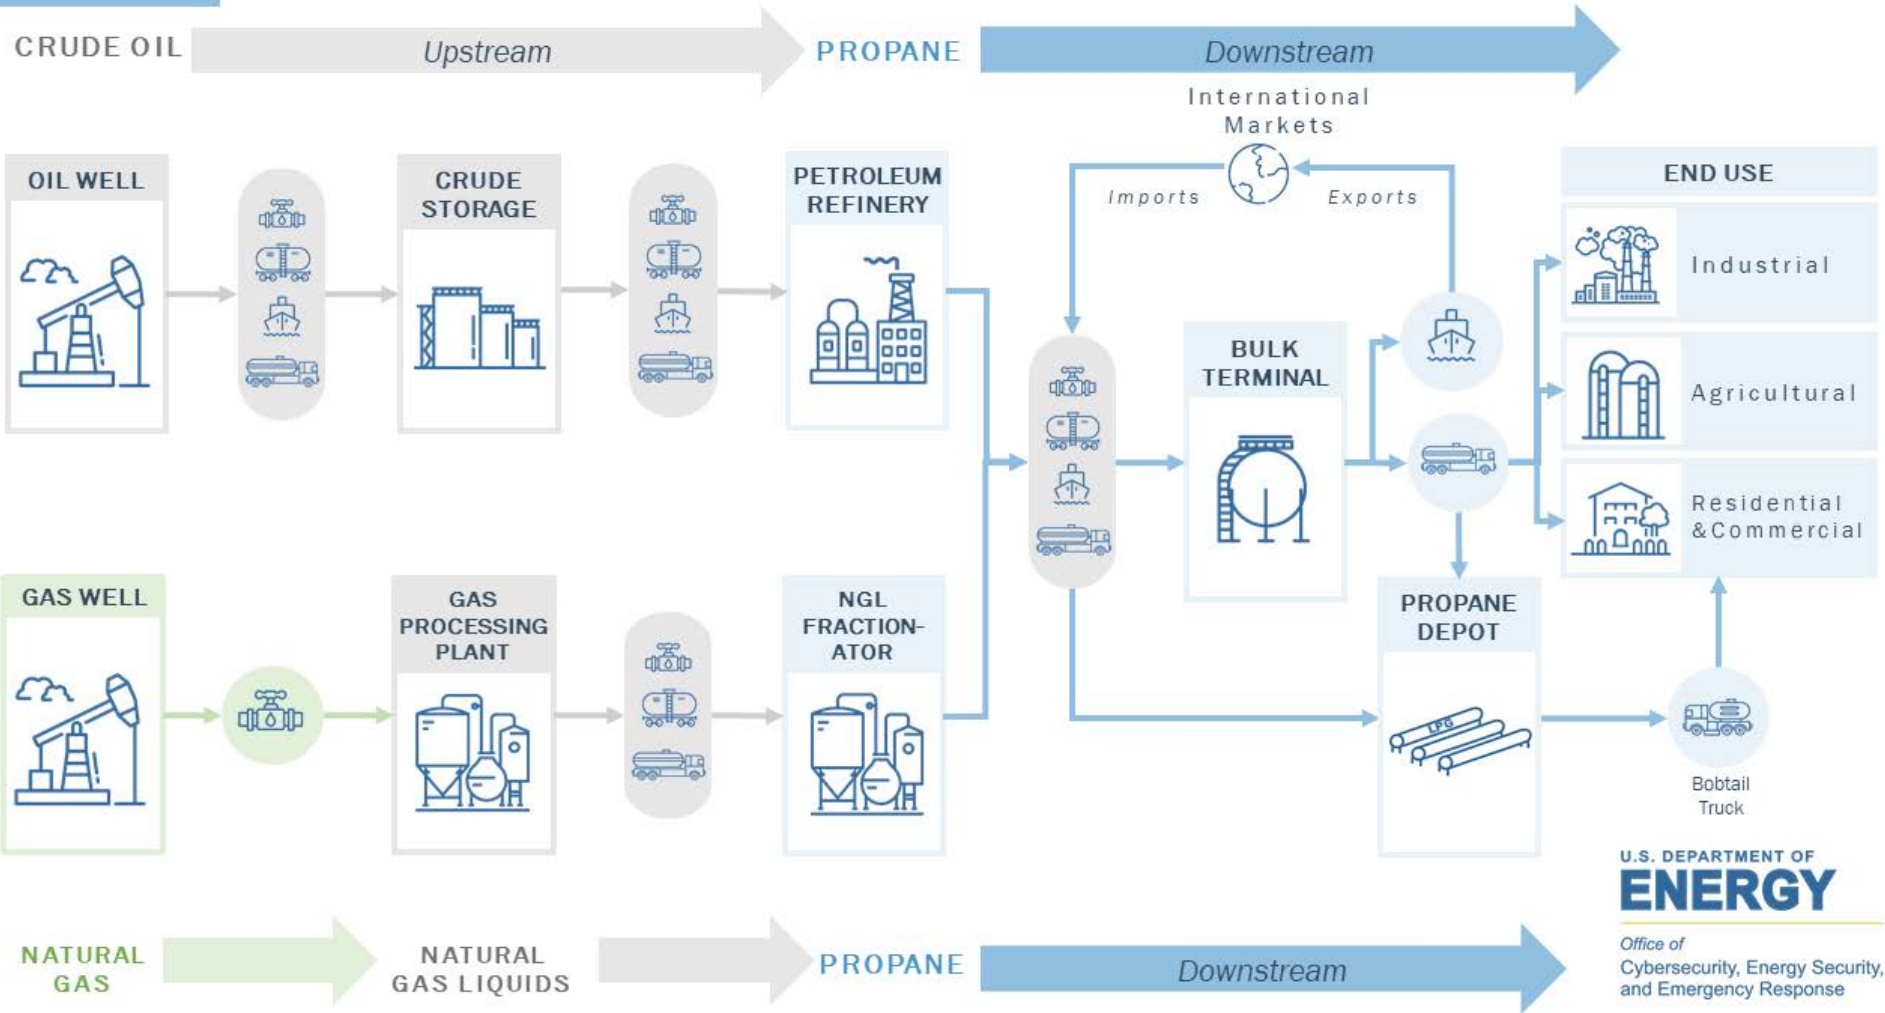 CRUDE OIL
Upstream
PROPANE
Downstream
International
Markets
Imports
Exports
OIL WELL
CRUDE
STORAGE
PETROLEUM
REFINERY
BULK
TERMINAL
END USE
Industrial
Agricultural
Residential
&Commercial
GAS WELL
GAS
PROCESSING
PLANT
NGL
FRACTION-
ATOR
PROPANE
DEPOT
LPG
Bobtail
Truck
NATURAL
GAS
NATURAL
GAS LIQUIDS
PROPANE
Downstream
U.S. DEPARTMENT OF
ENERGY
Office of
Cybersecurity, Energy Security,
and Emergency Response